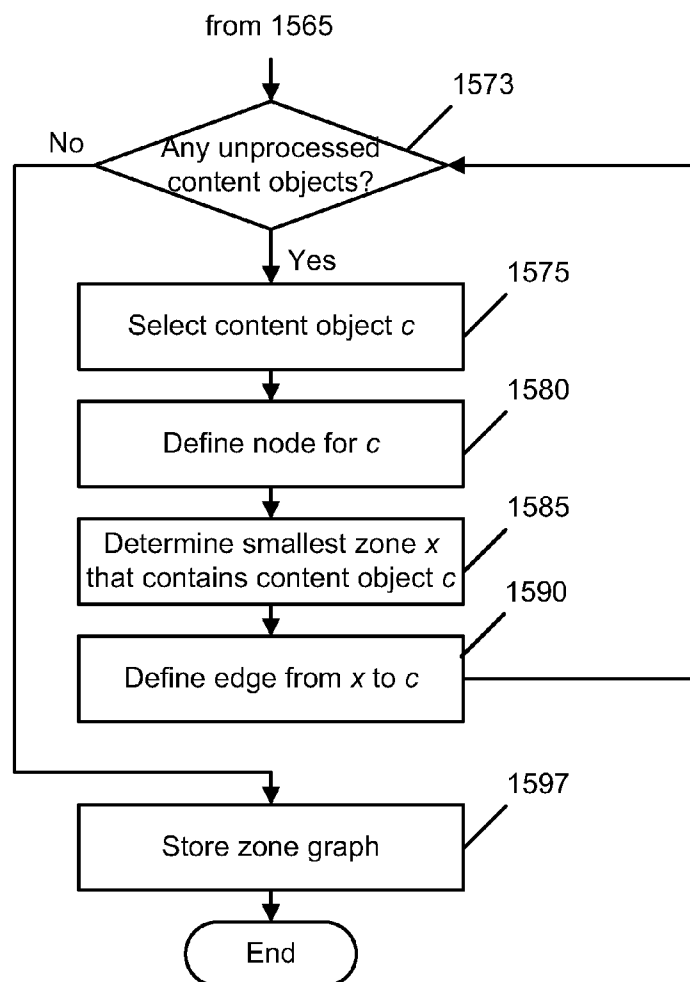 from 1565
1573
No
Any unprocessed
content objects?
Yes
1575
Select content object c
1580
Define node for c
1585
Determine smallest zone x
that contains content object c
1590
Define edge from x to c
1597
Store zone graph
End